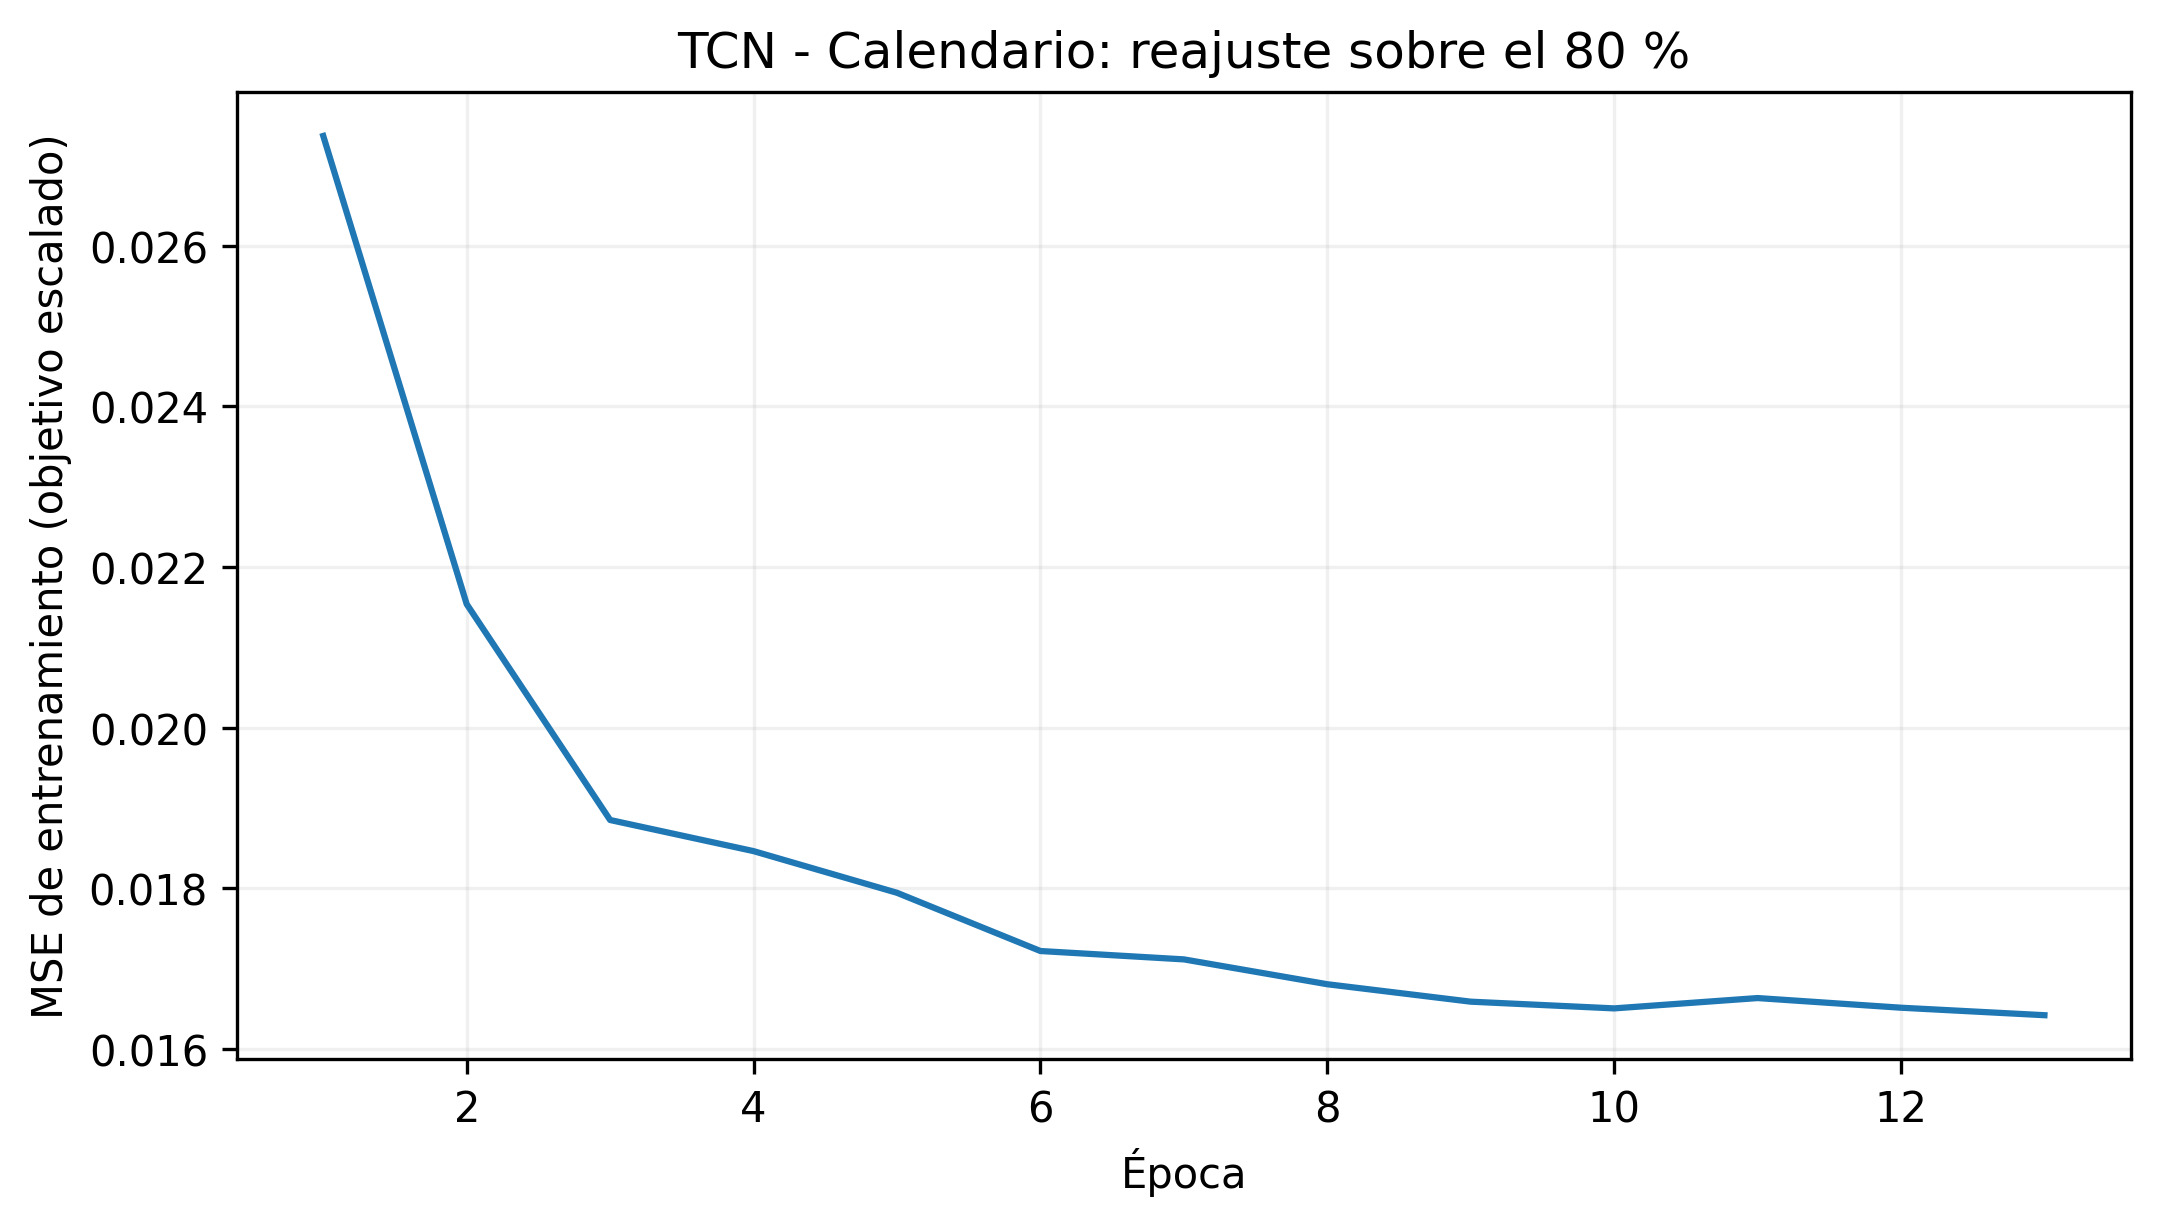 TCN - Calendario: reajuste sobre el 80 %
MSE de entrenamiento (objetivo escalado)
0.026
0.024
0.022
0.020
0.018
0.016
2 4 6 8 10 12
Época